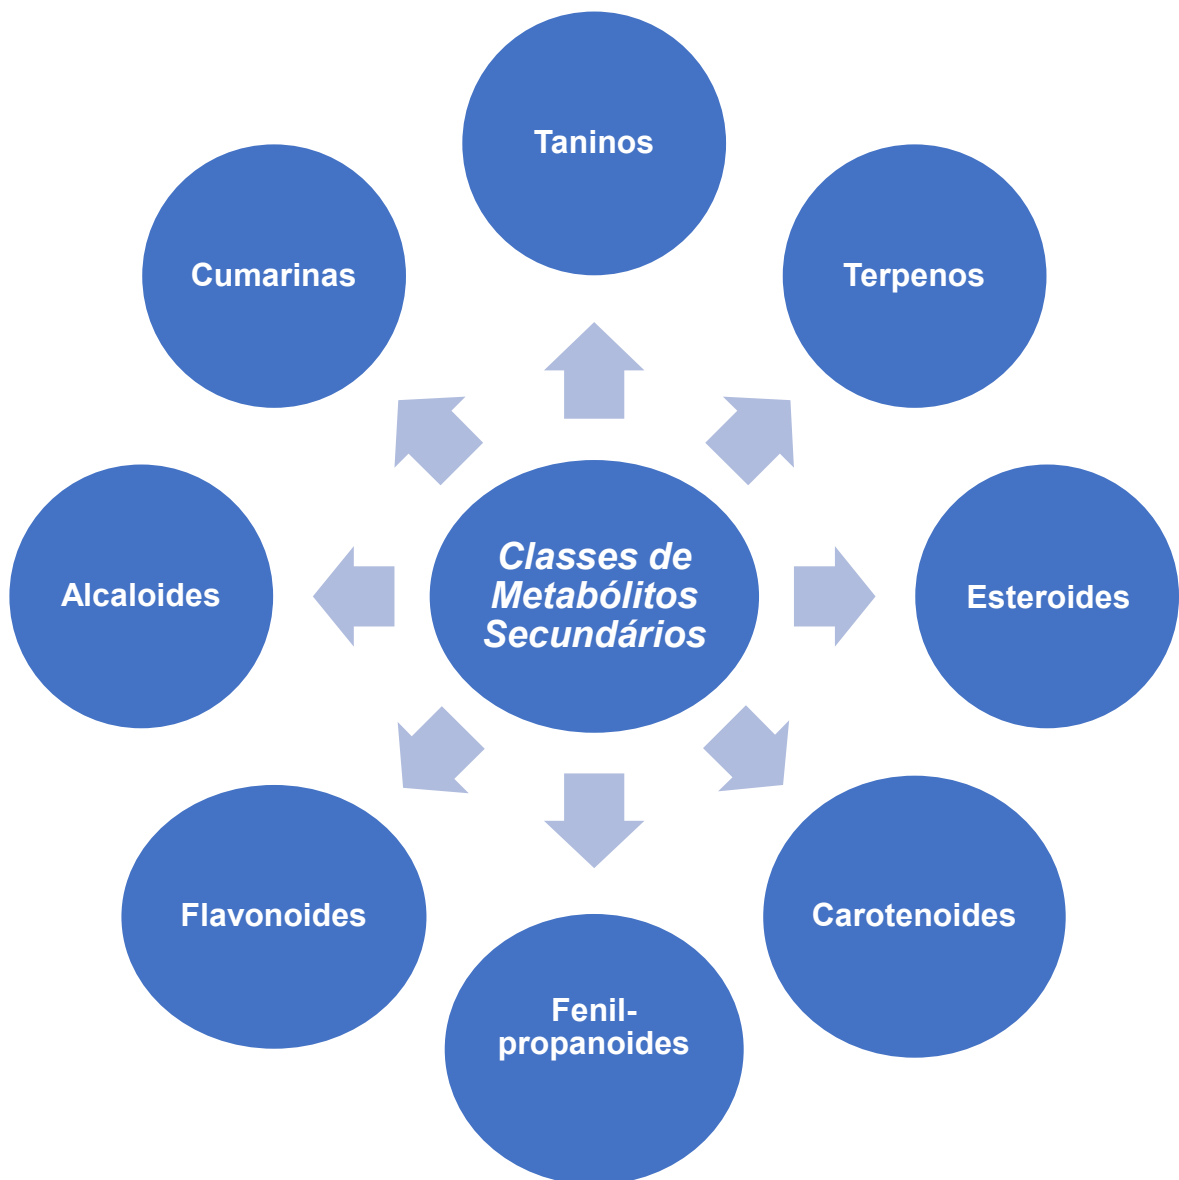 Taninos
Cumarinas
Terpenos
Classes de
Metabólitos
Secundários
Alcaloides
Esteroides
Flavonoides
Carotenoides
Fenil-
propanoides